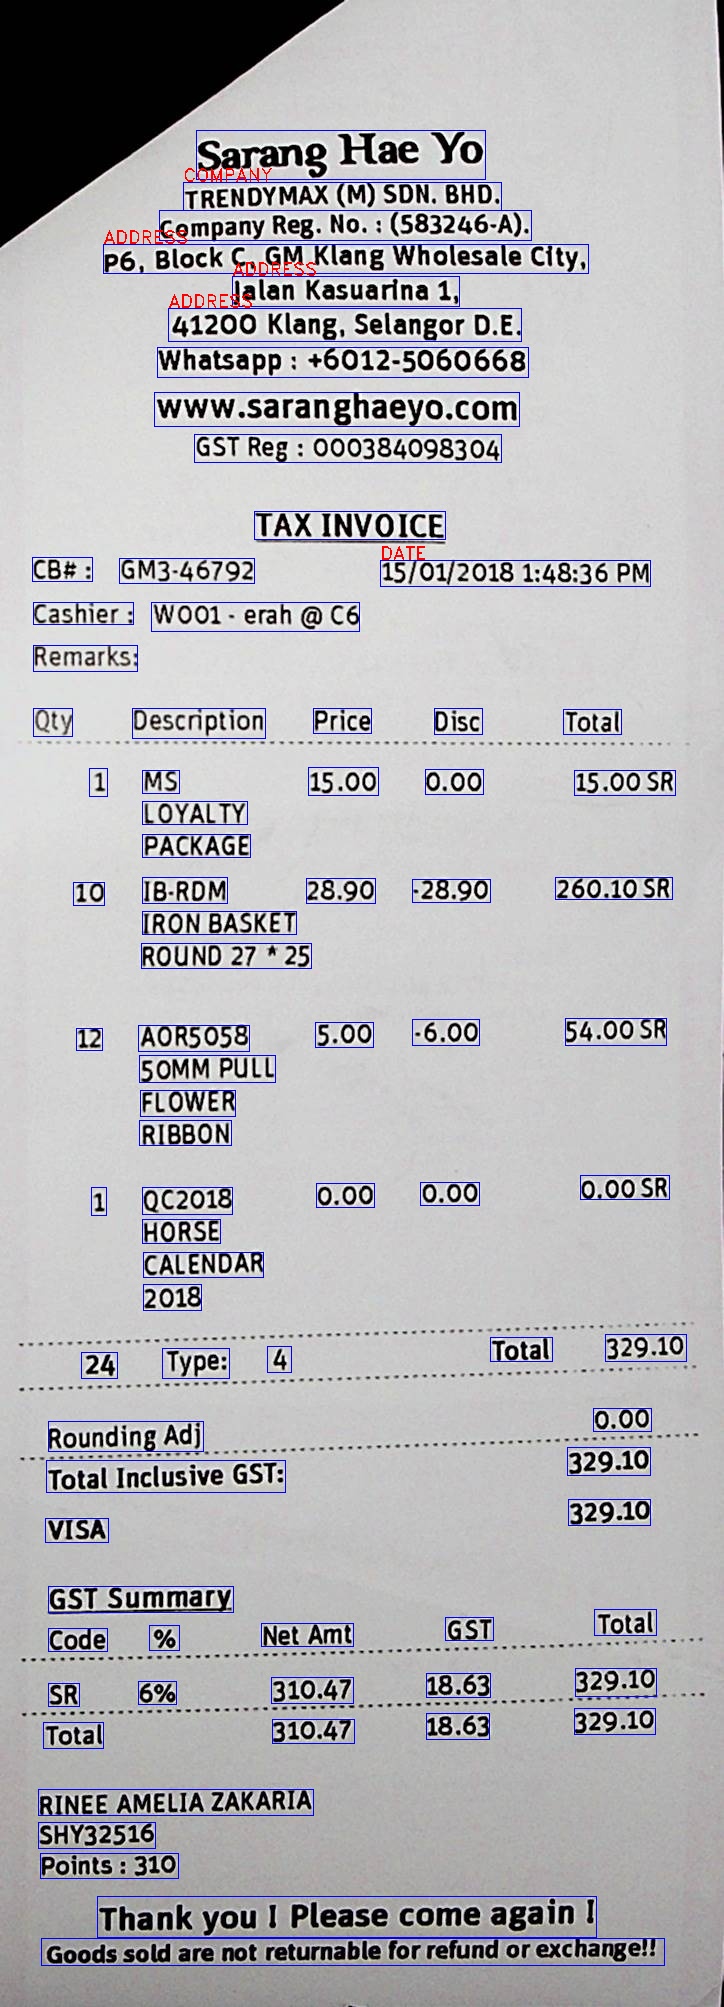 Sarang Hae Yo
COMPANY
TRENDYMAX (M) SDN. BHD.
Company Reg. No. : (583246-A).
ADDRESS
P6, Block C, GM Klang Wholesale City,
ADDRESS
Jalan Kasuarina 1,
ADDRESS
41200 Klang, Selangor D.E.
Whatsapp : +6012-5060668
www.saranghaeyo.com
GST Reg : 000384098304
TAX INVOICE
DATE
CB# : GM3-46792 15/01/2018 1:48:36 PM
Cashier : W001 - erah @ C6
Remarks:
Qty Description Price Disc Total
1 MS 15.00 0.00 15.00 SR
LOYALTY
PACKAGE
10 IB-RDM 28.90 -28.90 260.10 SR
IRON BASKET
ROUND 27 * 25
12 AOR5058 5.00 -6.00 54.00 SR
50MM PULL
FLOWER
RIBBON
1 QC2018 0.00 0.00 0.00 SR
HORSE
CALENDAR
2018
24 Type: 4 Total 329.10
Rounding Adj 0.00
Total Inclusive GST: 329.10
VISA 329.10
GST Summary
Code % Net Amt GST Total
SR 6% 310.47 18.63 329.10
Total 310.47 18.63 329.10
RINEE AMELIA ZAKARIA
SHY32516
Points : 310
Thank you ! Please come again !
Goods sold are not returnable for refund or exchange!!